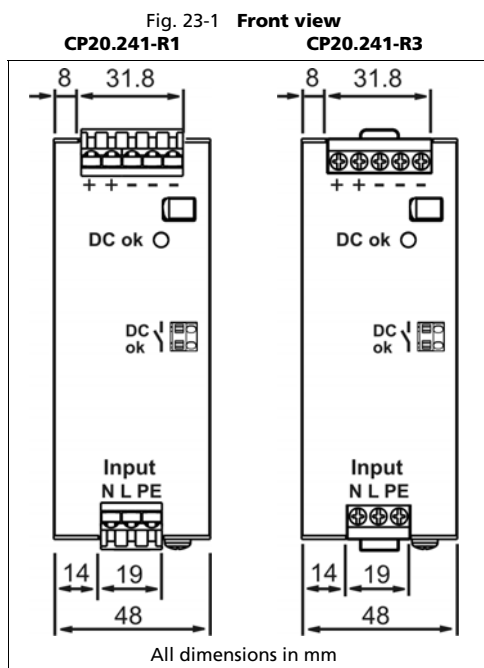 Fig. 23-1 Front view
CP20.241-R1 CP20.241-R3
8 31.8 8 31.8
+ + - - - + + - - -
DC ok DC ok
DC ok DC ok
Input Input
N L PE N L PE
14 19 14 19
48 48
All dimensions in mm